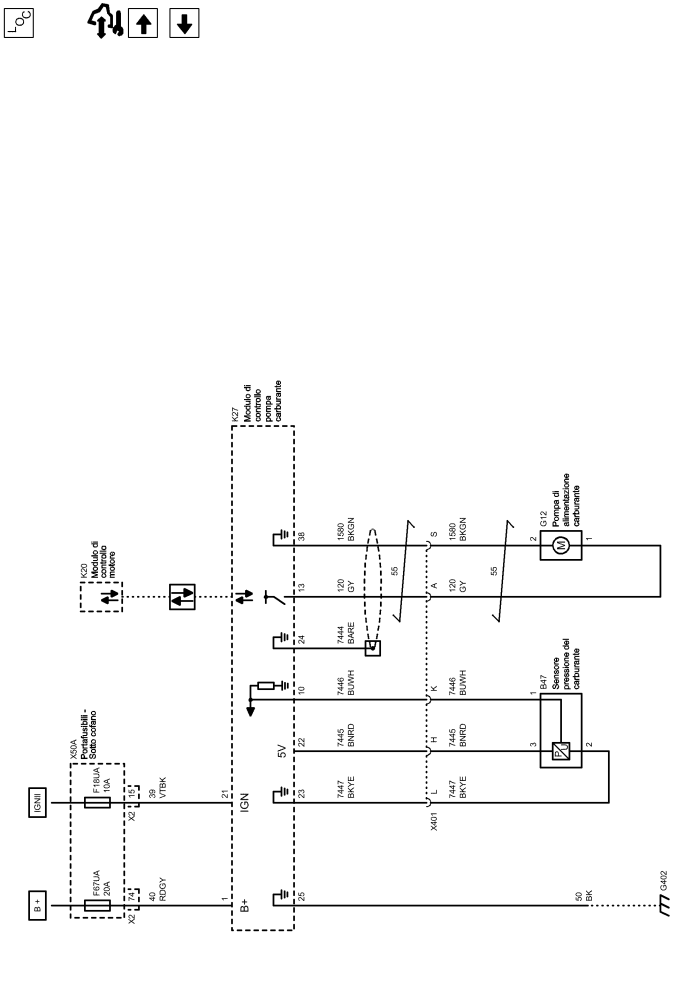 LOC
K27
Modulo di
controllo
pompa
carburante
K20
Modulo di
controllo
motore
X50A
Portafusibili -
Sotto cofano
IGNII
F18UA
10A
15
X2
39
VTBK
21
IGN
B+
F67UA
20A
74
X2
40
RDGY
1
B+
5V
38
1580
BKGN
S
1580
BKGN
2
G12
Pompa di
alimentazione
carburante
M
1
13
120
GY
55
A
120
GY
55
24
7444
BARE
10
7446
BUWH
K
7446
BUWH
1
B47
Sensore
pressione del
carburante
22
7445
BNRD
H
7445
BNRD
3
P
U
2
23
7447
BKYE
L
X401
7447
BKYE
25
50
BK
G402